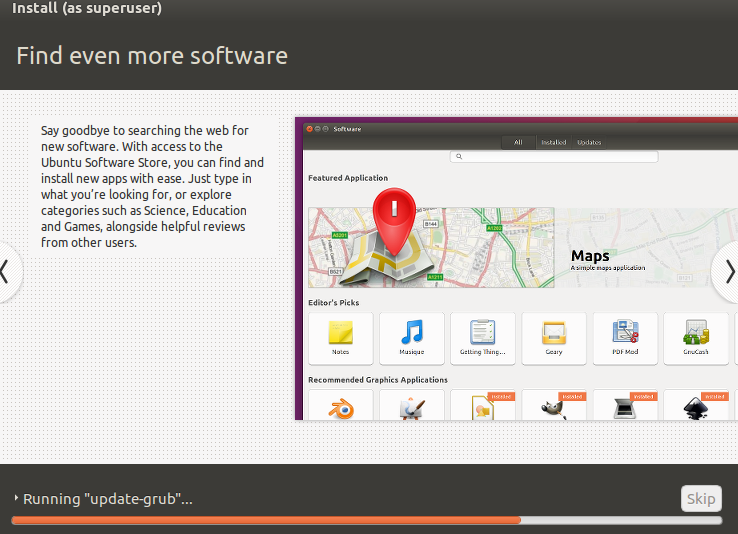 Install (as superuser)
Find even more software
Say goodbye to searching the web for
new software. With access to the
Ubuntu Software Store, you can find and
install new apps with ease. Just type in
what you’re looking for, or explore
categories such as Science, Education
and Games, alongside helpful reviews
from other users.
Software
All Installed Updates
Featured Application
B144
A5201
A1202
B521
A1211
Maps
A simple maps application
Editor's Picks
Notes Musique Getting Thing... Geary PDF Mod GnuCash
Recommended Graphics Applications
Installed Installed Installed Installed
Running "update-grub"...
Skip